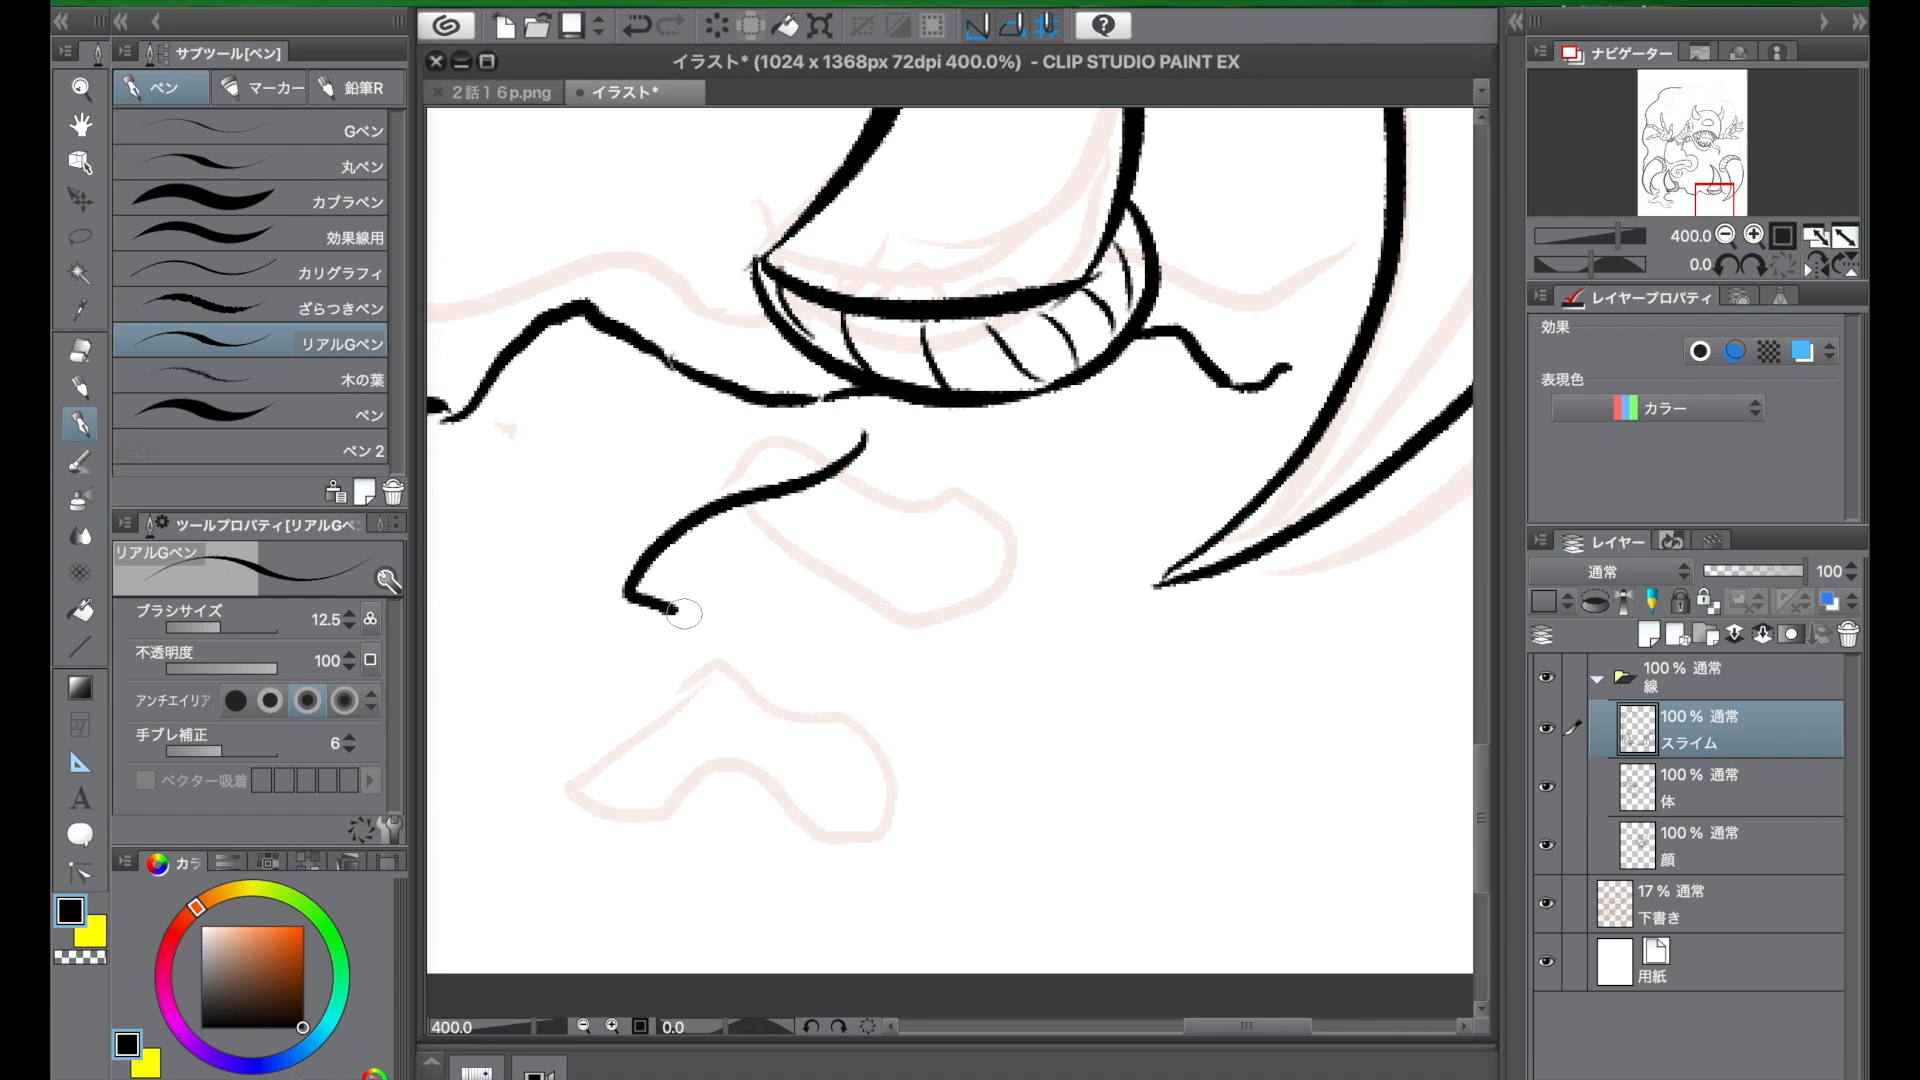 サブツール[ペン]
ペン
マーカー
鉛筆R
Gペン
丸ペン
カブラペン
効果線用
カリグラフィ
ざらつきペン
リアルGペン
木の葉
ペン
ペン 2
ツールプロパティ[リアルGペ
リアルGペン
ブラシサイズ
12.5
不透明度
100
アンチエイリア
手ブレ補正
6
ベクター吸着
カラ
イラスト* (1024 x 1368px 72dpi 400.0%) - CLIP STUDIO PAINT EX
2話16p.png
イラスト*
400.0
0.0
ナビゲーター
400.0
0.0
レイヤープロパティ
効果
表現色
カラー
レイヤー
通常
100
100 % 通常
線
100 % 通常
スライム
100 % 通常
体
100 % 通常
顔
17 % 通常
下書き
用紙